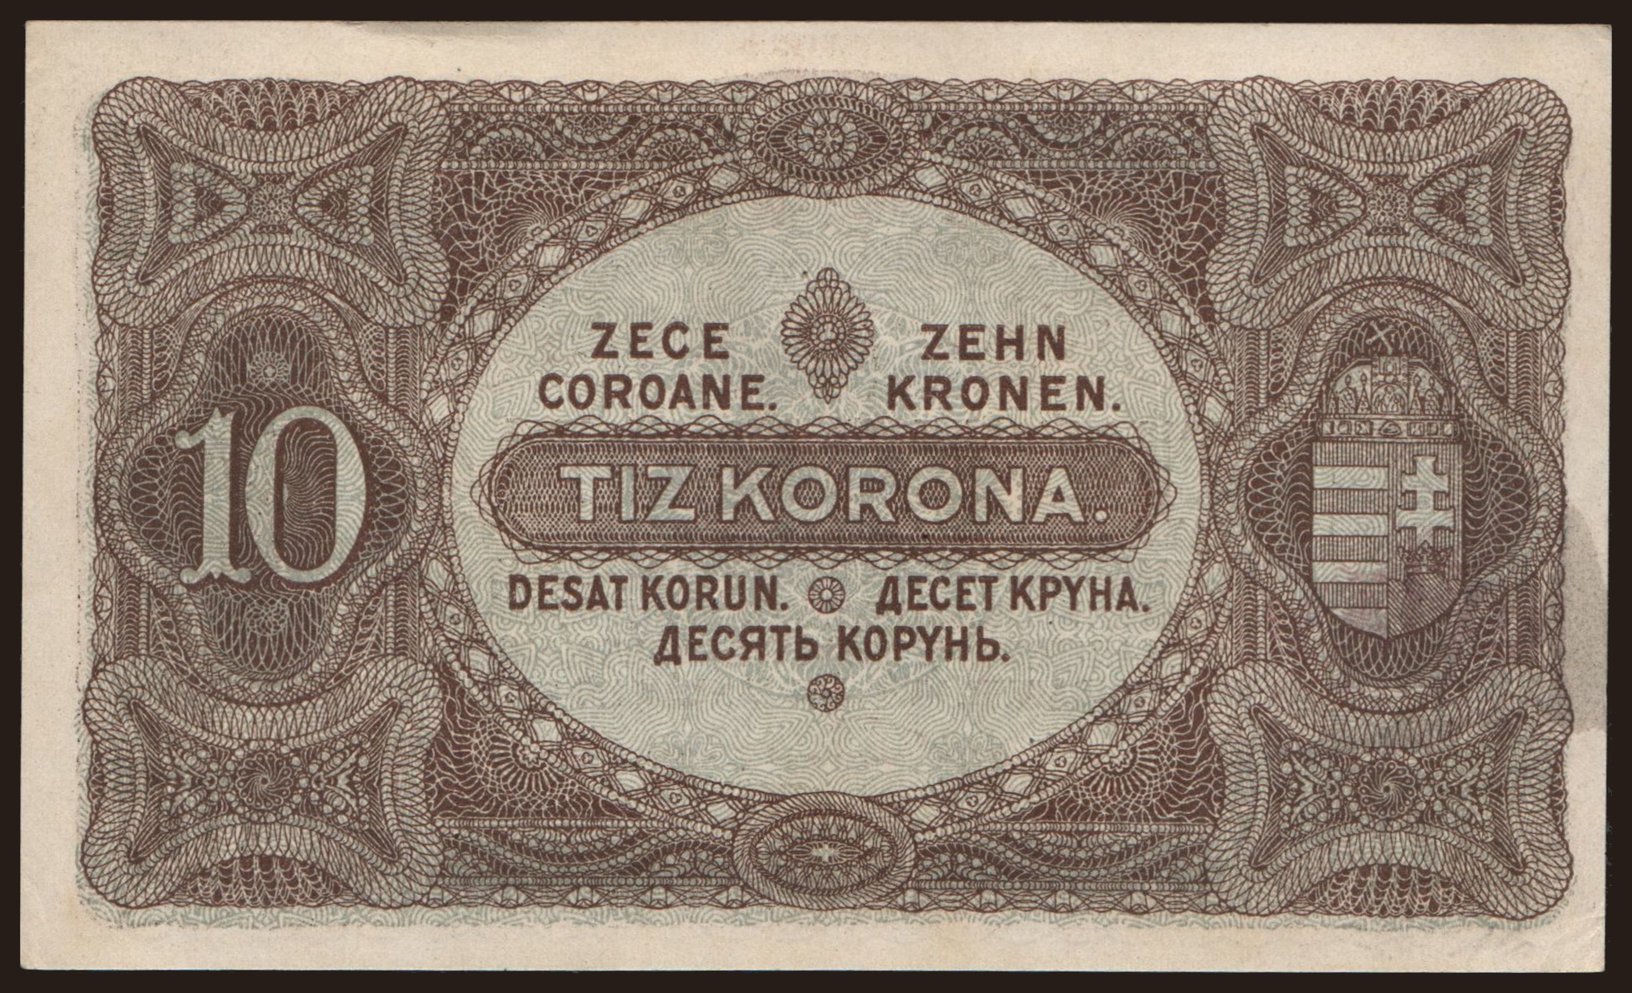 ZECE
COROANE.
ZEHN
KRONEN.
10
TIZ KORONA.
DESAT KORUN.
ДЕСЕТ КРУНА.
ДЕСЯТЬ КОРУНЬ.